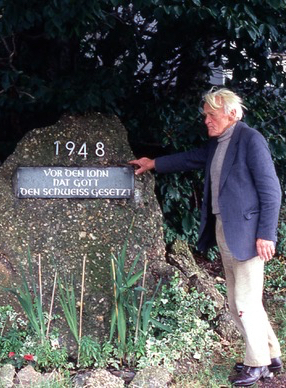 1948
VOR DEN LOHN
HAT GOTT
DEN SCHWEISS GESETZT